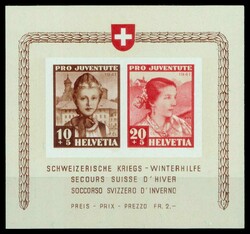 PRO JUVENTUTE
PRO JUVENTUTE
1941
1941
10
+ 5 HELVETIA
20
+ 5 HELVETIA
SCHWEIZERISCHE KRIEGS - WINTERHILFE
SECOURS SUISSE D'HIVER
SOCCORSO SVIZZERO D'INVERNO
PREIS - PRIX - PREZZO FR. 2.-